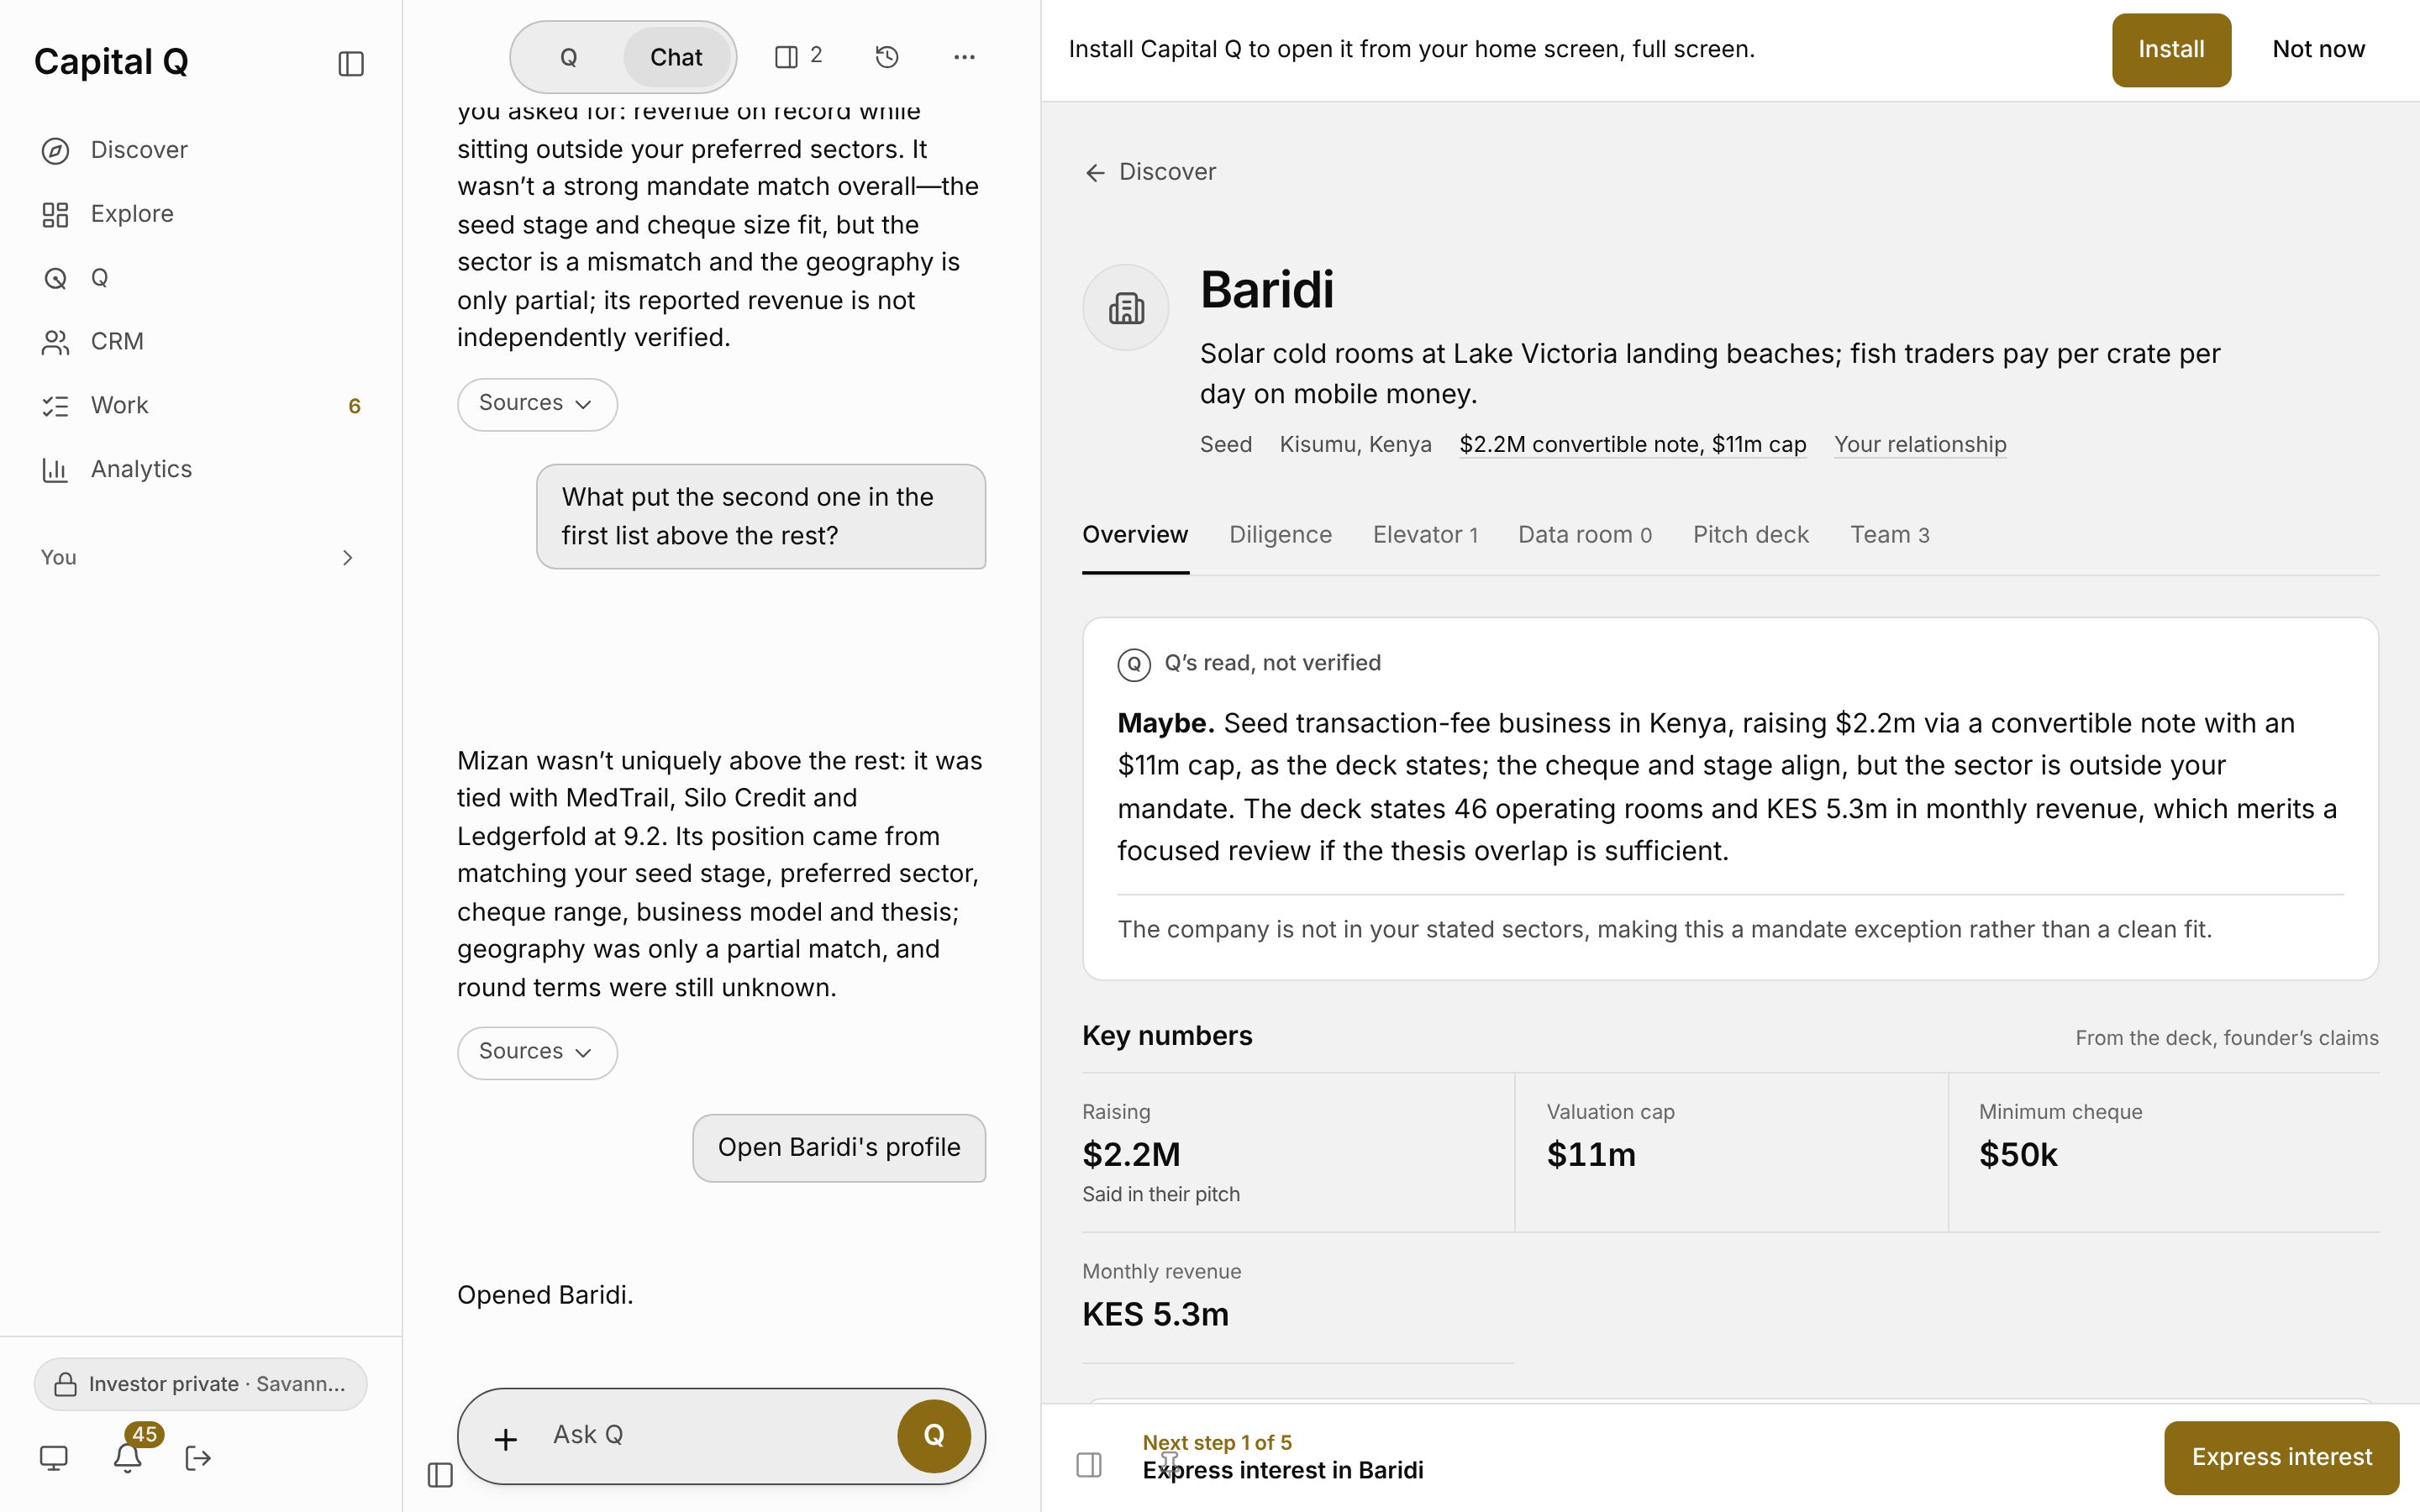 Capital Q
Discover
Explore
Q
CRM
Work 6
Analytics
You
Investor private · Savann...
45
Q Chat 2
you asked for: revenue on record while
sitting outside your preferred sectors. It
wasn’t a strong mandate match overall—the
seed stage and cheque size fit, but the
sector is a mismatch and the geography is
only partial; its reported revenue is not
independently verified.
Sources
What put the second one in the
first list above the rest?
Mizan wasn’t uniquely above the rest: it was
tied with MedTrail, Silo Credit and
Ledgerfold at 9.2. Its position came from
matching your seed stage, preferred sector,
cheque range, business model and thesis;
geography was only a partial match, and
round terms were still unknown.
Sources
Open Baridi's profile
Opened Baridi.
Ask Q
Q
Install Capital Q to open it from your home screen, full screen.
Install
Not now
Discover
Baridi
Solar cold rooms at Lake Victoria landing beaches; fish traders pay per crate per
day on mobile money.
Seed Kisumu, Kenya $2.2M convertible note, $11m cap Your relationship
Overview Diligence Elevator 1 Data room 0 Pitch deck Team 3
Q Q’s read, not verified
Maybe. Seed transaction-fee business in Kenya, raising $2.2m via a convertible note with an
$11m cap, as the deck states; the cheque and stage align, but the sector is outside your
mandate. The deck states 46 operating rooms and KES 5.3m in monthly revenue, which merits a
focused review if the thesis overlap is sufficient.
The company is not in your stated sectors, making this a mandate exception rather than a clean fit.
Key numbers
From the deck, founder’s claims
Raising
$2.2M
Said in their pitch
Valuation cap
$11m
Minimum cheque
$50k
Monthly revenue
KES 5.3m
Next step 1 of 5
Express interest in Baridi
Express interest